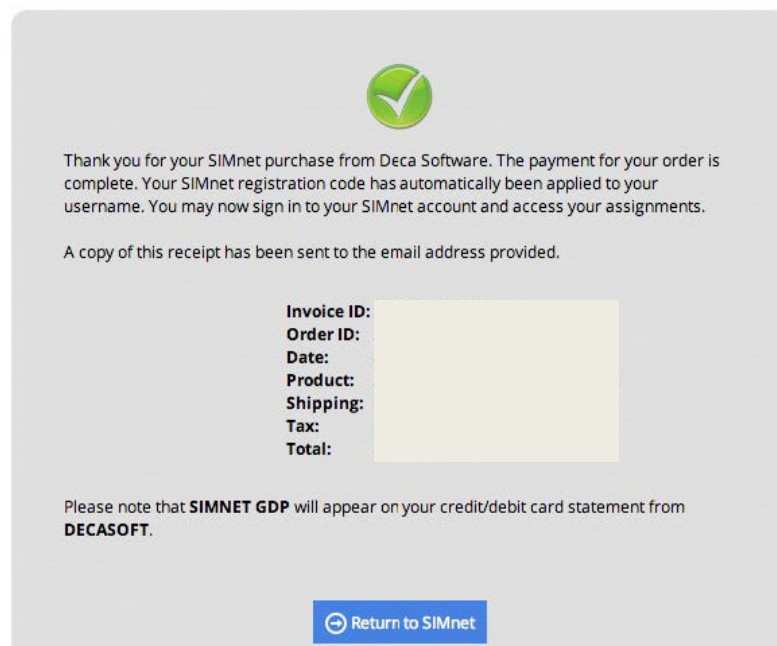 Thank you for your SIMnet purchase from Deca Software. The payment for your order is
complete. Your SIMnet registration code has automatically been applied to your
username. You may now sign in to your SIMnet account and access your assignments.
A copy of this receipt has been sent to the email address provided.
Invoice ID:
Order ID:
Date:
Product:
Shipping:
Tax:
Total:
Please note that SIMNET GDP will appear on your credit/debit card statement from
DECASOFT.
Return to SIMnet